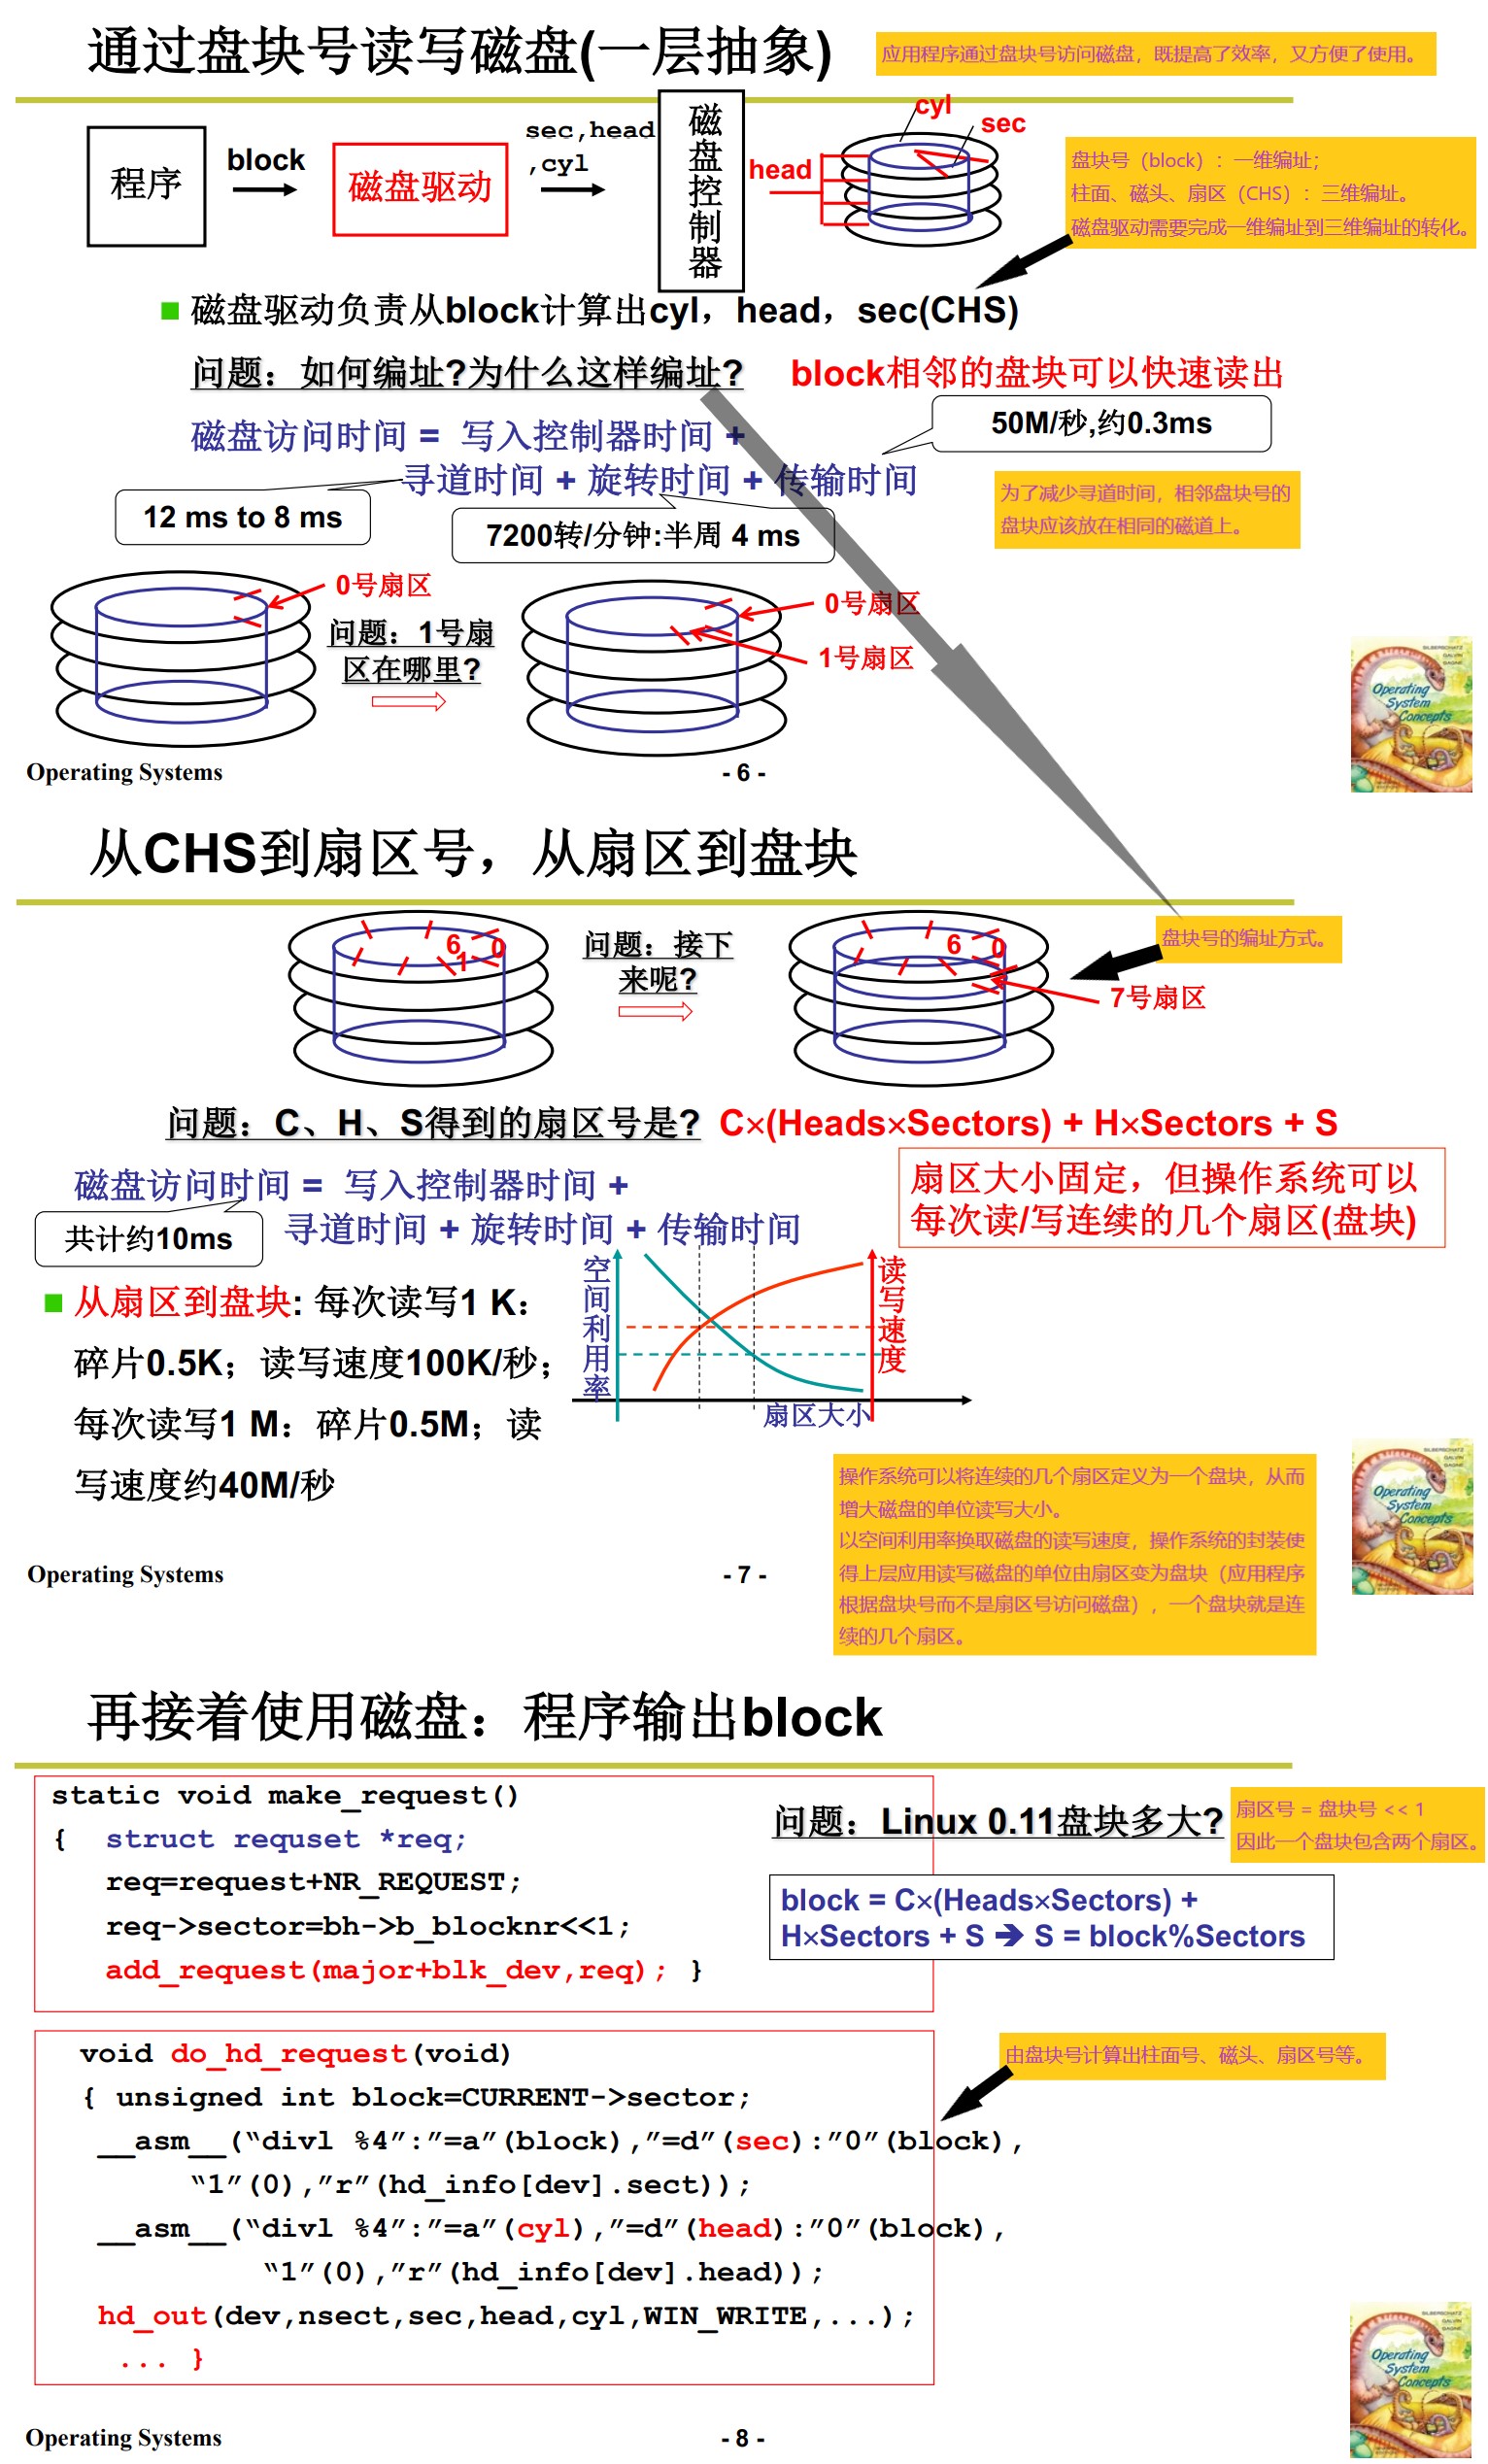 通过盘块号读写磁盘(一层抽象)
应用程序通过盘块号访问磁盘，既提高了效率，又方便了使用。
程序
block
磁盘驱动
sec,head
,cyl
磁盘控制器
head
cyl
sec
盘块号（block）：一维编址；
柱面、磁头、扇区（CHS）：三维编址。
磁盘驱动需要完成一维编址到三维编址的转化。
磁盘驱动负责从block计算出cyl，head，sec(CHS)
问题：如何编址?为什么这样编址?
block相邻的盘块可以快速读出
磁盘访问时间 = 写入控制器时间 +
寻道时间 + 旋转时间 + 传输时间
50M/秒,约0.3ms
12 ms to 8 ms
7200转/分钟:半周 4 ms
为了减少寻道时间，相邻盘块号的
盘块应该放在相同的磁道上。
0号扇区
问题：1号扇
区在哪里?
0号扇区
1号扇区
SILBERSCHATZ
GALVIN
GAGNE
Operating
System
Concepts
Operating Systems
- 6 -
从CHS到扇区号，从扇区到盘块
6
0
1
问题：接下
来呢?
6
0
7号扇区
盘块号的编址方式。
问题：C、H、S得到的扇区号是?
C×(Heads×Sectors) + H×Sectors + S
磁盘访问时间 = 写入控制器时间 +
寻道时间 + 旋转时间 + 传输时间
共计约10ms
扇区大小固定，但操作系统可以
每次读/写连续的几个扇区(盘块)
从扇区到盘块: 每次读写1 K：
碎片0.5K；读写速度100K/秒；
每次读写1 M：碎片0.5M；读
写速度约40M/秒
空间利用率
读写速度
扇区大小
操作系统可以将连续的几个扇区定义为一个盘块，从而
增大磁盘的单位读写大小。
以空间利用率换取磁盘的读写速度，操作系统的封装使
得上层应用读写磁盘的单位由扇区变为盘块（应用程序
根据盘块号而不是扇区号访问磁盘），一个盘块就是连
续的几个扇区。
SILBERSCHATZ
GALVIN
GAGNE
Operating
System
Concepts
Operating Systems
- 7 -
再接着使用磁盘：程序输出block
static void make_request()
{ struct requset *req;
req=request+NR_REQUEST;
req->sector=bh->b_blocknr<<1;
add_request(major+blk_dev,req); }
问题：Linux 0.11盘块多大?
扇区号 = 盘块号 << 1
因此一个盘块包含两个扇区。
block = C×(Heads×Sectors) +
H×Sectors + S ➔ S = block%Sectors
void do_hd_request(void)
{ unsigned int block=CURRENT->sector;
__asm__(“divl %4”:”=a”(block),”=d”(sec):”0”(block),
“1”(0),”r”(hd_info[dev].sect));
__asm__(“divl %4”:”=a”(cyl),”=d”(head):”0”(block),
“1”(0),”r”(hd_info[dev].head));
hd_out(dev,nsect,sec,head,cyl,WIN_WRITE,...);
... }
由盘块号计算出柱面号、磁头、扇区号等。
SILBERSCHATZ
GALVIN
GAGNE
Operating
System
Concepts
Operating Systems
- 8 -